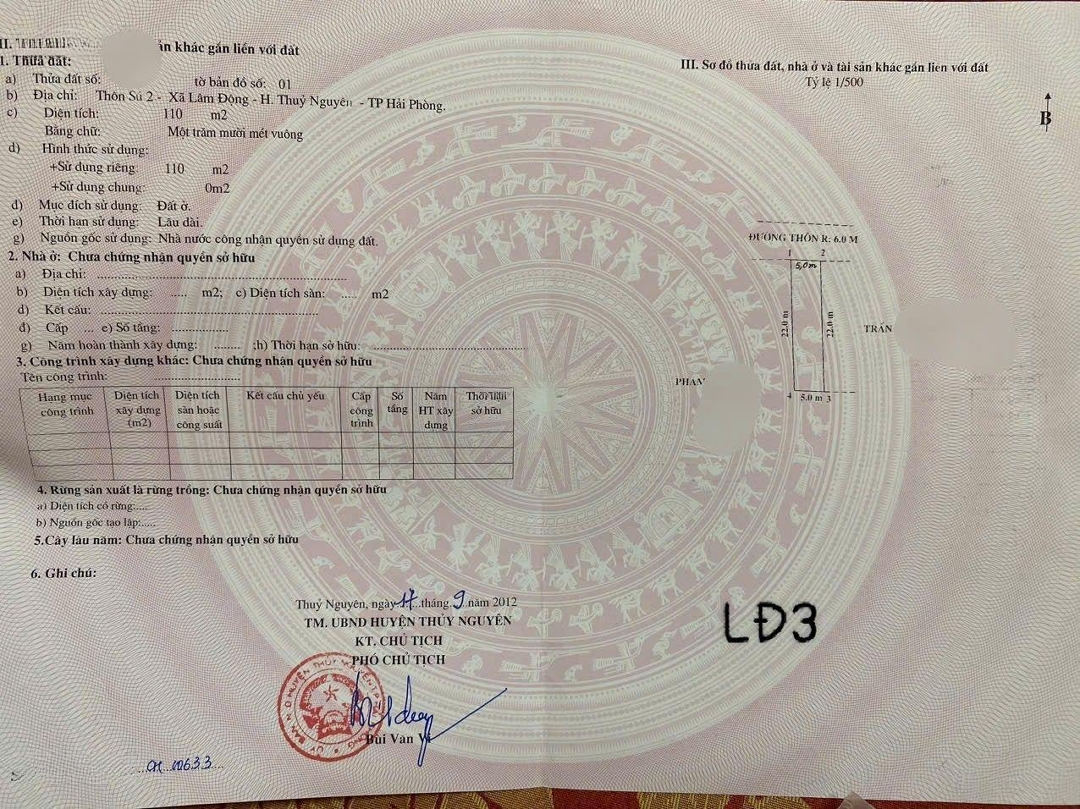 II.
ản khác gắn liền với đất
1. Thửa đất:
a) Thửa đất số: tờ bản đồ số: 01
b) Địa chỉ: Thôn Sú 2 - Xã Lâm Động - H. Thuỷ Nguyên - TP Hải Phòng.
c) Diện tích: 110 m2
Bằng chữ: Một trăm mười mét vuông
d) Hình thức sử dụng:
+Sử dụng riêng: 110 m2
+Sử dụng chung: 0m2
đ) Mục đích sử dụng: Đất ở.
e) Thời hạn sử dụng: Lâu dài.
g) Nguồn gốc sử dụng: Nhà nước công nhận quyền sử dụng đất.
2. Nhà ở: Chưa chứng nhận quyền sở hữu
a) Địa chỉ: ..........
b) Diện tích xây dựng: ..... m2; c) Diện tích sàn: ..... m2
d) Kết cấu: ..........
đ) Cấp ... e) Số tầng: ..........
g) Năm hoàn thành xây dựng: ........ ;h) Thời hạn sở hữu: ..........
3. Công trình xây dựng khác: Chưa chứng nhận quyền sở hữu
Tên công trình: ..........
Hạng mục công trình Diện tích xây dựng (m2) Diện tích sàn hoặc công suất Kết cấu chủ yếu Cấp công trình Số tầng Năm HT xây dựng Thời hạn sở hữu
4. Rừng sản xuất là rừng trồng: Chưa chứng nhận quyền sở hữu
a) Diện tích có rừng:....
b) Nguồn gốc tạo lập:.....
5.Cây lâu năm: Chưa chứng nhận quyền sở hữu
6. Ghi chú:
Thuỷ Nguyên, ngày 17 tháng 9 năm 2012
TM. UBND HUYỆN THỦY NGUYÊN
KT. CHỦ TỊCH
PHÓ CHỦ TỊCH
Bùi Văn
CH 00633
III. Sơ đồ thửa đất, nhà ở và tài sản khác gắn liền với đất
Tỷ lệ 1/500
B
ĐƯỜNG THÔN R: 6.0 M
1 2
5,0m
22.0 m
22.0 m
TRẦN
PHAN
4 5.0 m 3
LĐ3